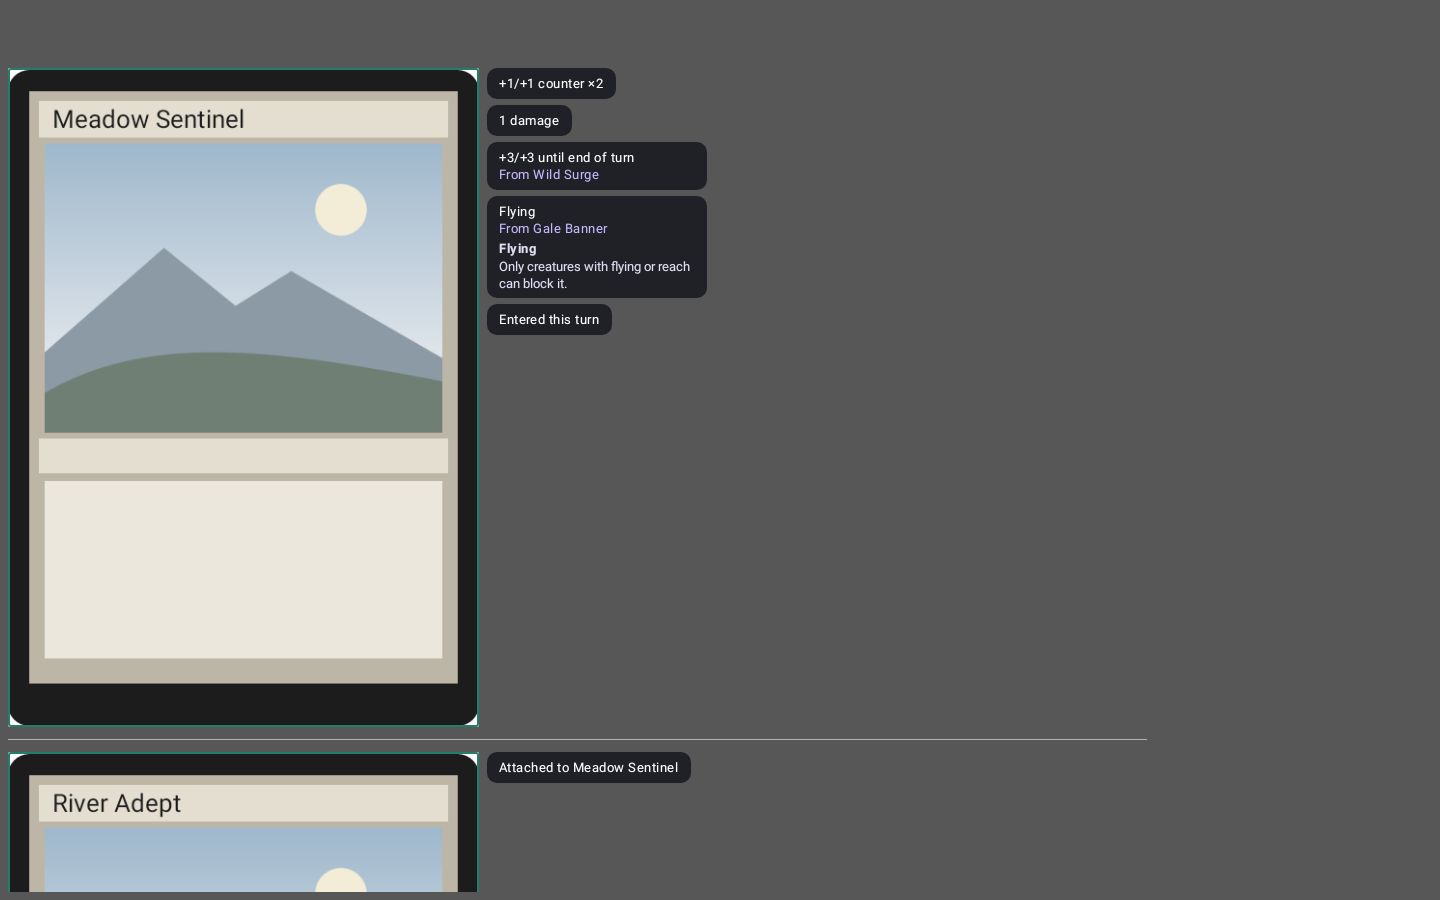 Meadow Sentinel
+1/+1 counter ×2
1 damage
+3/+3 until end of turn
From Wild Surge
Flying
From Gale Banner
Flying
Only creatures with flying or reach
can block it.
Entered this turn
River Adept
Attached to Meadow Sentinel